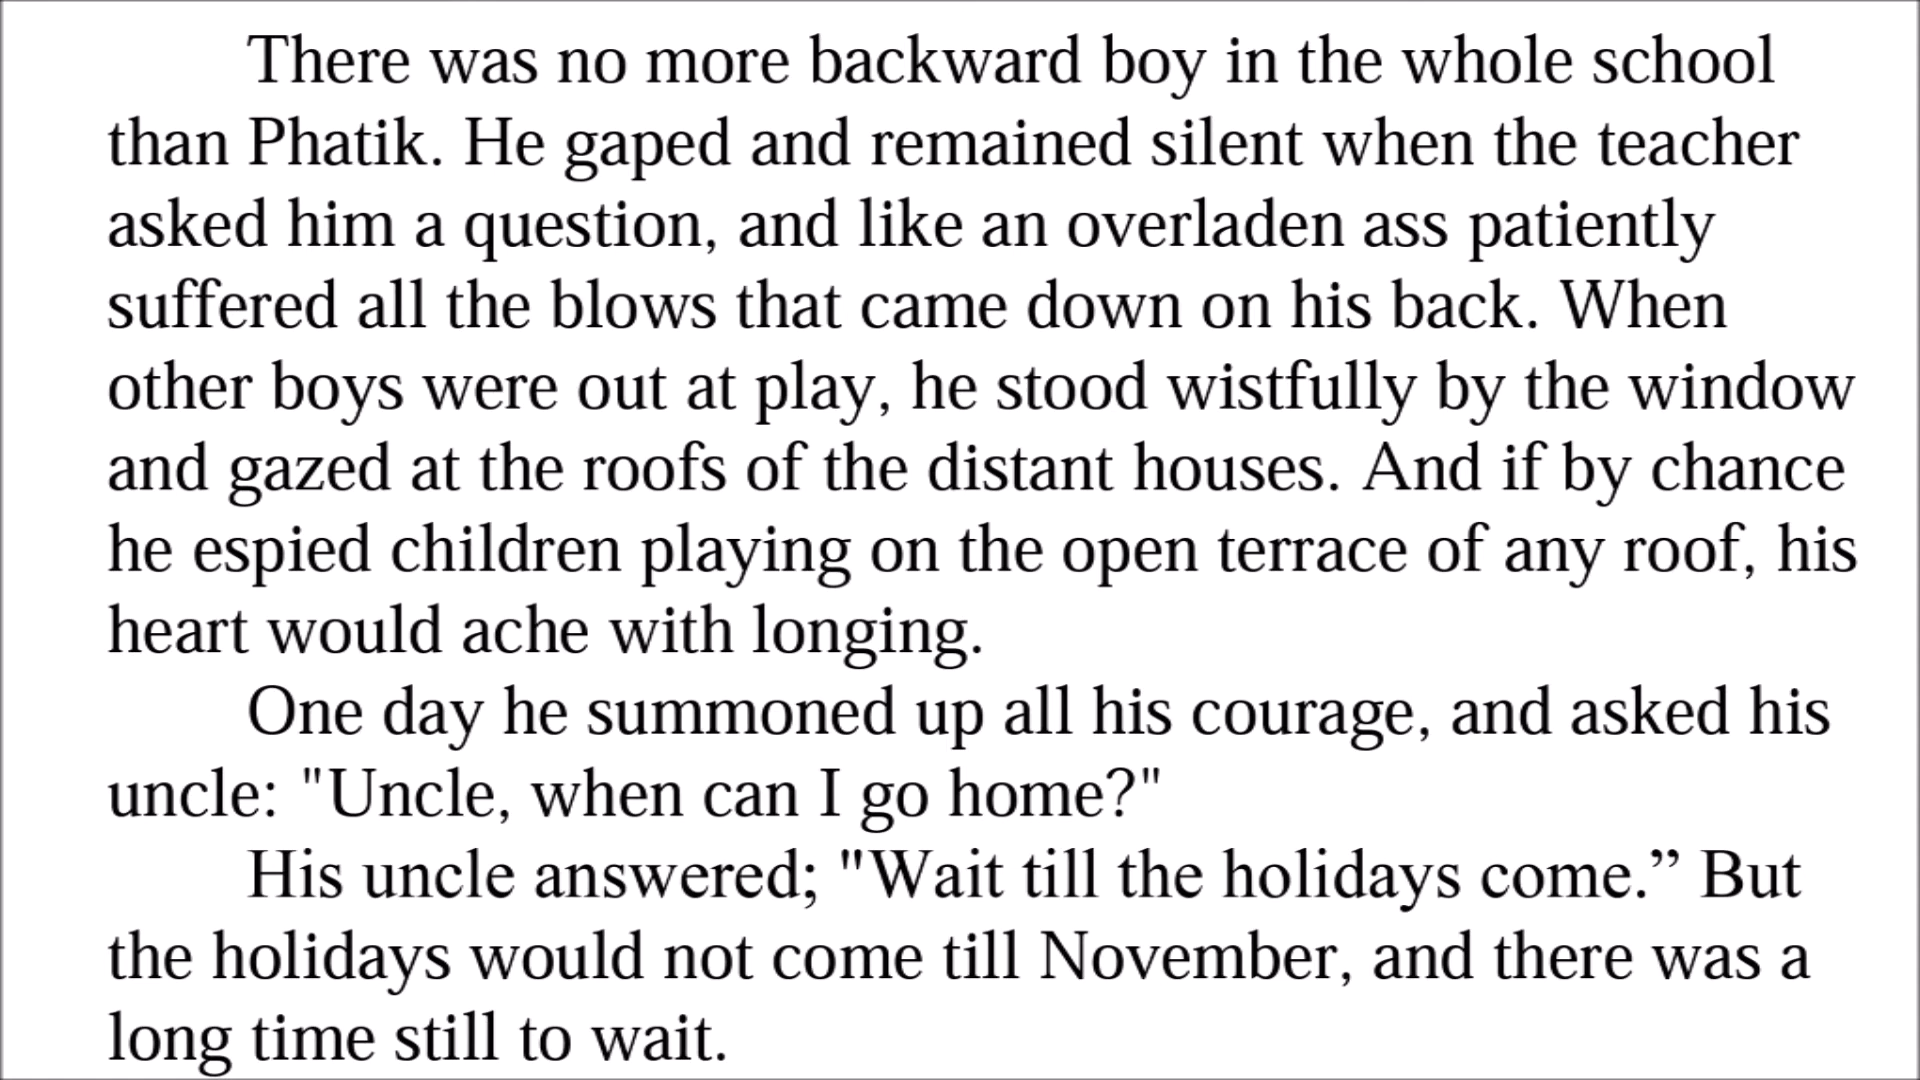 There was no more backward boy in the whole school
than Phatik. He gaped and remained silent when the teacher
asked him a question, and like an overladen ass patiently
suffered all the blows that came down on his back. When
other boys were out at play, he stood wistfully by the window
and gazed at the roofs of the distant houses. And if by chance
he espied children playing on the open terrace of any roof, his
heart would ache with longing.
One day he summoned up all his courage, and asked his
uncle: "Uncle, when can I go home?"
His uncle answered; "Wait till the holidays come.” But
the holidays would not come till November, and there was a
long time still to wait.